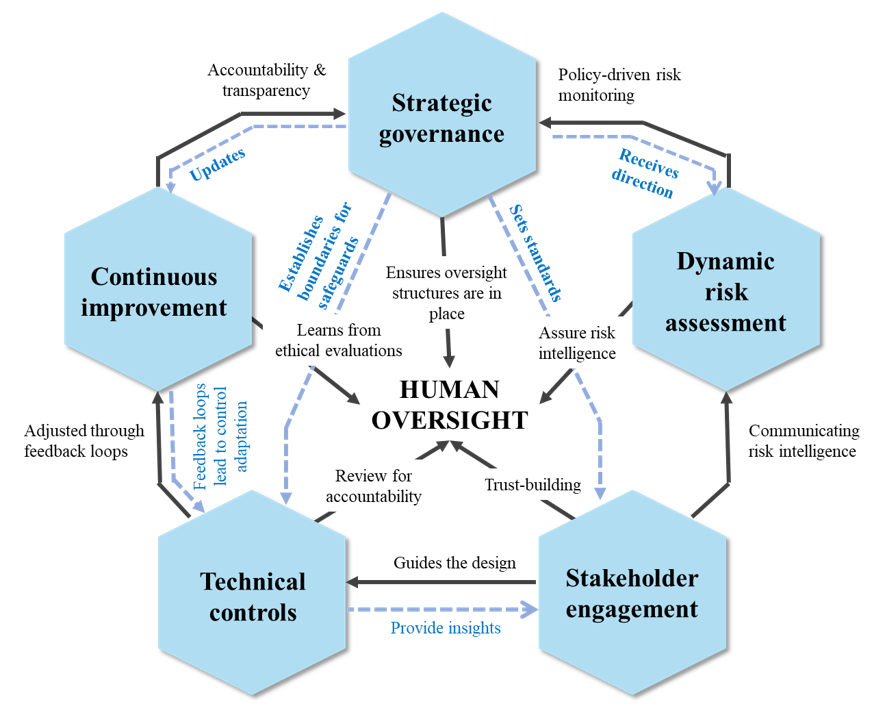 Accountability &
transparency
Strategic
governance
Policy-driven risk
monitoring
Updates
Receives
direction
Establishes
boundaries for
safeguards
Sets standards
Ensures oversight
structures are in
place
Continuous
improvement
Dynamic
risk
assessment
Learns from
ethical evaluations
Assure risk
intelligence
HUMAN
OVERSIGHT
Adjusted through
feedback loops
Feedback loops
lead to control
adaptation
Communicating
risk intelligence
Review for
accountability
Trust-building
Technical
controls
Guides the design
Provide insights
Stakeholder
engagement